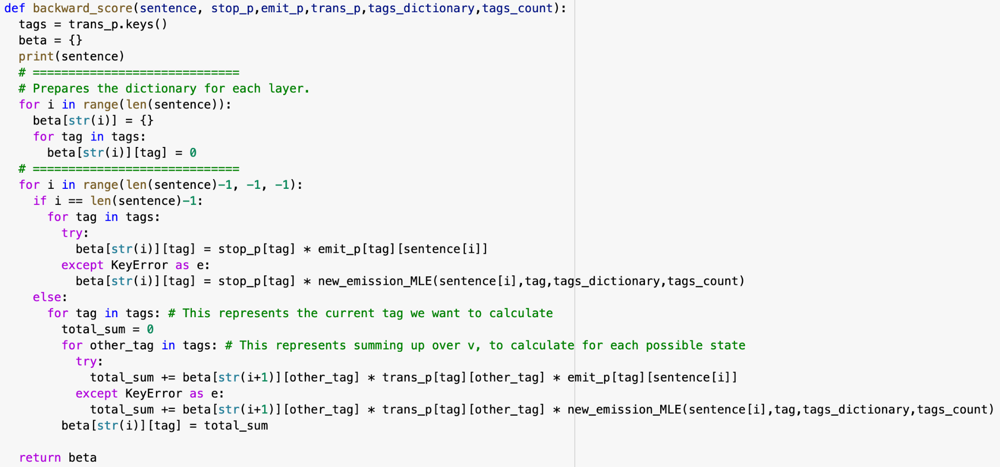 def backward_score(sentence, stop_p,emit_p,trans_p,tags_dictionary,tags_count):
  tags = trans_p.keys()
  beta = {}
  print(sentence)
  # =============================
  # Prepares the dictionary for each layer.
  for i in range(len(sentence)):
    beta[str(i)] = {}
    for tag in tags:
      beta[str(i)][tag] = 0
  # =============================
  for i in range(len(sentence)-1, -1, -1):
    if i == len(sentence)-1:
      for tag in tags:
        try:
          beta[str(i)][tag] = stop_p[tag] * emit_p[tag][sentence[i]]
        except KeyError as e:
          beta[str(i)][tag] = stop_p[tag] * new_emission_MLE(sentence[i],tag,tags_dictionary,tags_count)
    else:
      for tag in tags: # This represents the current tag we want to calculate
        total_sum = 0
        for other_tag in tags: # This represents summing up over v, to calculate for each possible state
          try:
            total_sum += beta[str(i+1)][other_tag] * trans_p[tag][other_tag] * emit_p[tag][sentence[i]]
          except KeyError as e:
            total_sum += beta[str(i+1)][other_tag] * trans_p[tag][other_tag] * new_emission_MLE(sentence[i],tag,tags_dictionary,tags_count)
        beta[str(i)][tag] = total_sum

  return beta